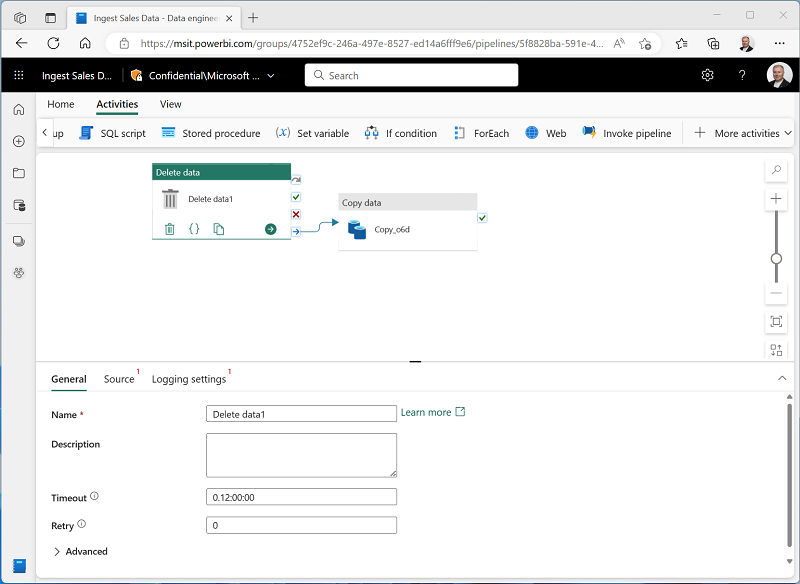 Ingest Sales Data - Data enginee
https://msit.powerbi.com/groups/4752ef9c-246a-497e-8527-ed14a6fff9e6/pipelines/5f8828ba-591e-4...
Ingest Sales D... Confidential\Microsoft ... Search ?
Home Activities View
up SQL script Stored procedure (x) Set variable If condition ForEach Web Invoke pipeline More activities
Delete data
Delete data1
Copy data
Copy_o6d
General Source 1 Logging settings 1
Name * Delete data1 Learn more
Description
Timeout 0.12:00:00
Retry 0
Advanced